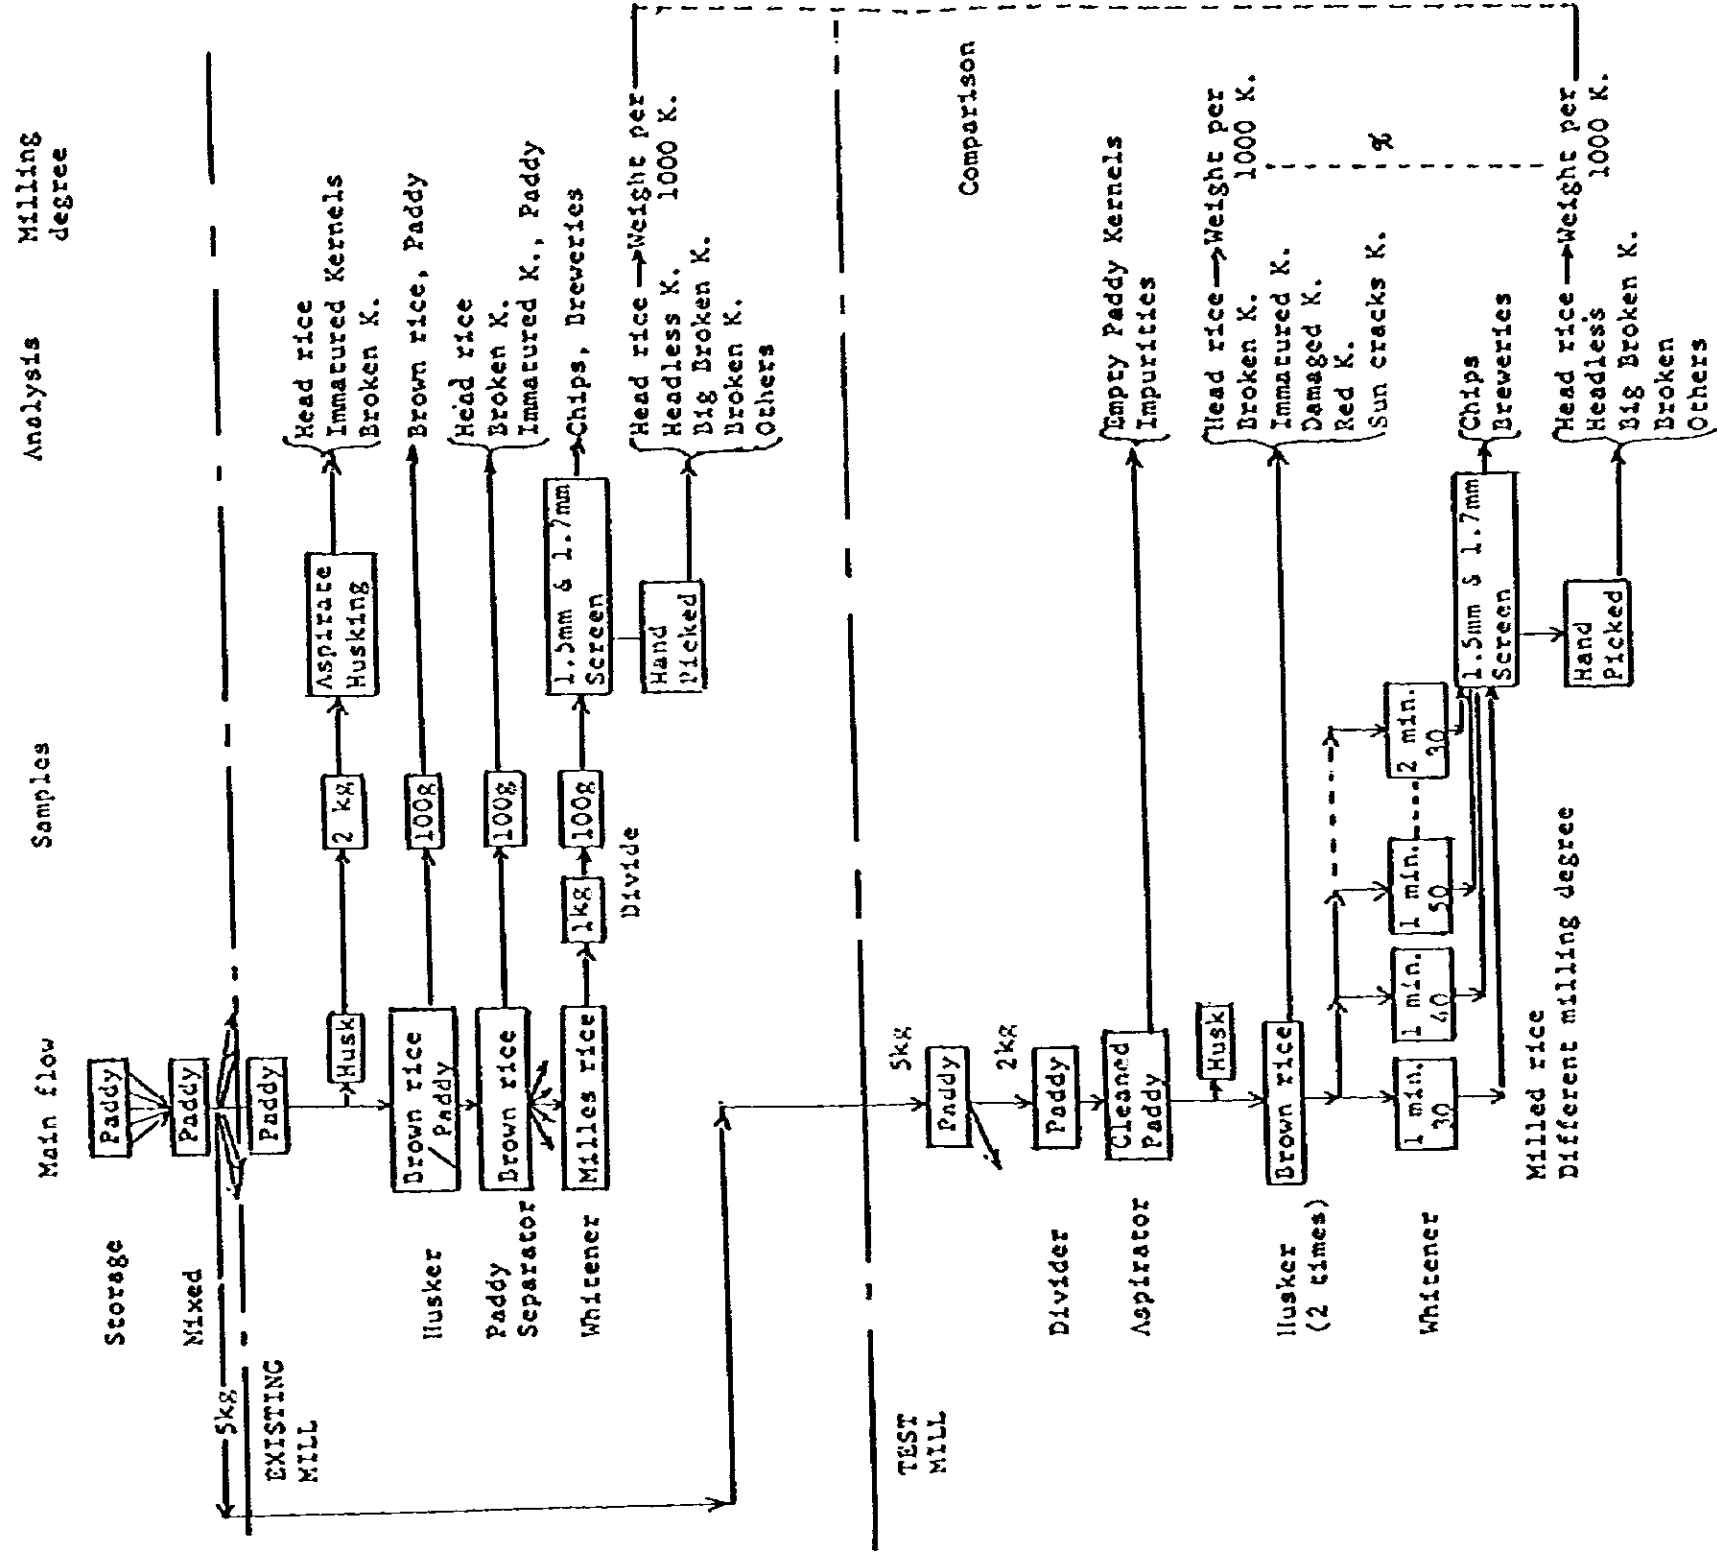 Main flow
Samples
Analysis
Milling
degree
Storage
Paddy
Mixed
Paddy
5kg
EXISTING
MILL
Paddy
Husk
2 kg
Aspirate
Husking
Head rice
Immatured Kernels
Broken K.
Husker
Brown rice
/ Paddy
100g
Brown rice, Paddy
Paddy
Separator
Brown rice
100g
Head rice
Broken K.
Immatured K., Paddy
Whitener
Milles rice
1kg
100g
Divide
1.5mm & 1.7mm
Screen
Chips, Breweries
Hand
Picked
Head rice→Weight per
1000 K.
Headless K.
Big Broken K.
Broken K.
Others
TEST
MILL
Comparison
5kg
Paddy
2kg
Divider
Paddy
Aspirator
Cleaned
Paddy
Empty Paddy Kernels
Impurities
Husk
Husker
(2 times)
Brown rice
Head rice→Weight per
1000 K.
Broken K.
Immatured K.
Damaged K.
Red K.
Sun cracks K.
%
Whitener
1 min.
30
1 min.
40
1 min.
50
2 min.
30
1.5mm & 1.7mm
Screen
Chips
Breweries
Milled rice
Different milling degree
Hand
Picked
Head rice→Weight per
1000 K.
Headless
Big Broken K.
Broken
Others